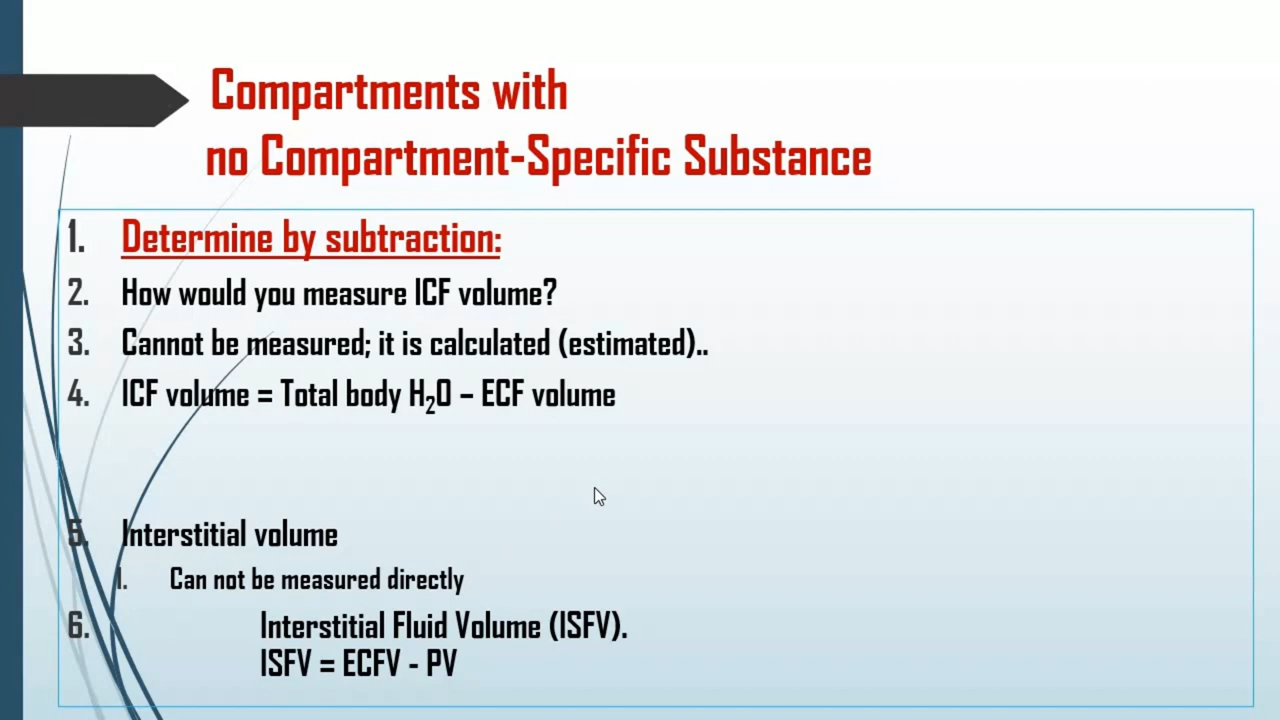 Compartments with
no Compartment-Specific Substance
1. Determine by subtraction:
2. How would you measure ICF volume?
3. Cannot be measured; it is calculated (estimated)..
4. ICF volume = Total body H₂O – ECF volume
5. Interstitial volume
1. Can not be measured directly
6. Interstitial Fluid Volume (ISFV).
ISFV = ECFV - PV